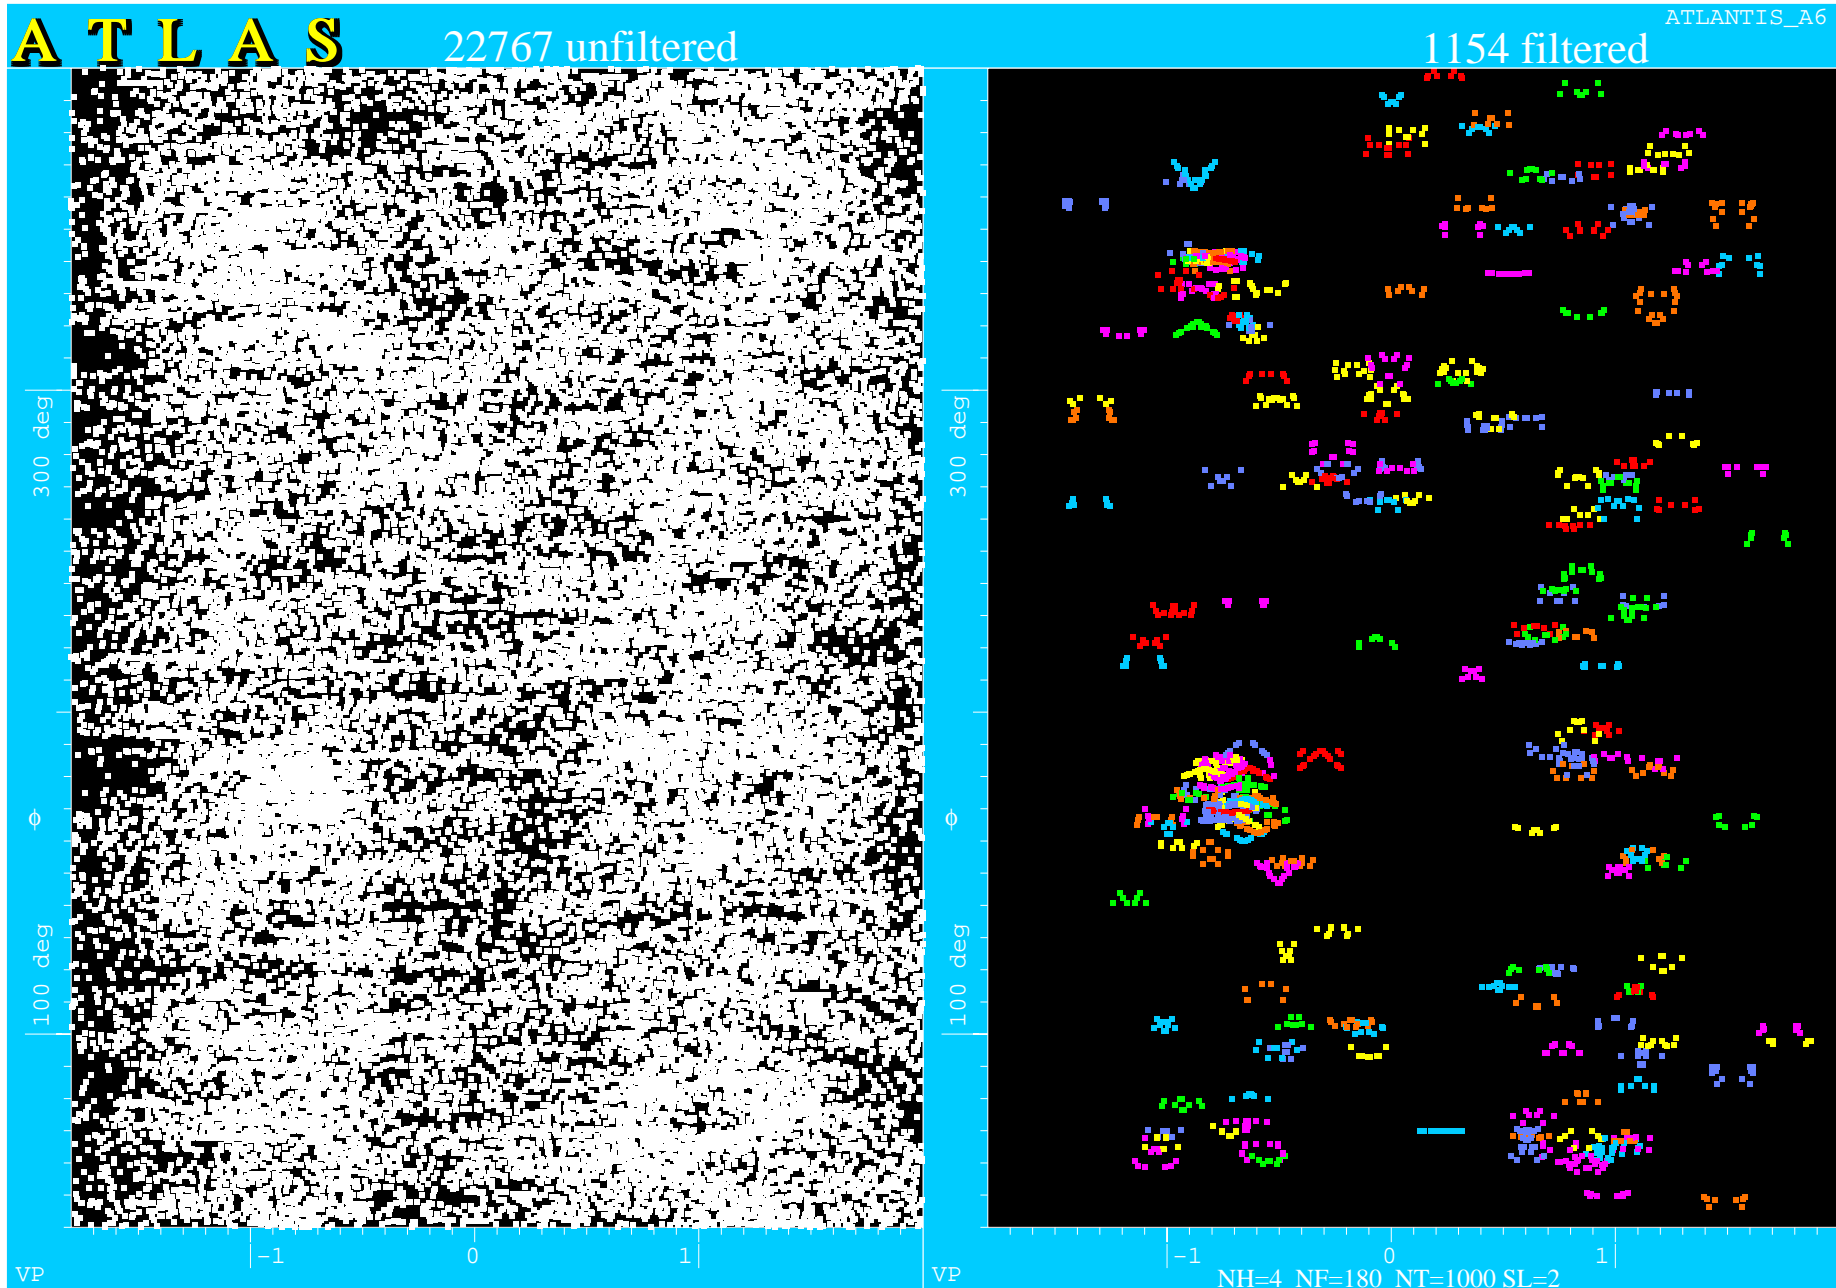 ATLAS
22767 unfiltered
1154 filtered
ATLANTIS_A6
300 deg
300 deg
Φ
Φ
100 deg
100 deg
-1 0 1
-1 0 1
VP
VP
NH=4 NF=180 NT=1000 SL=2